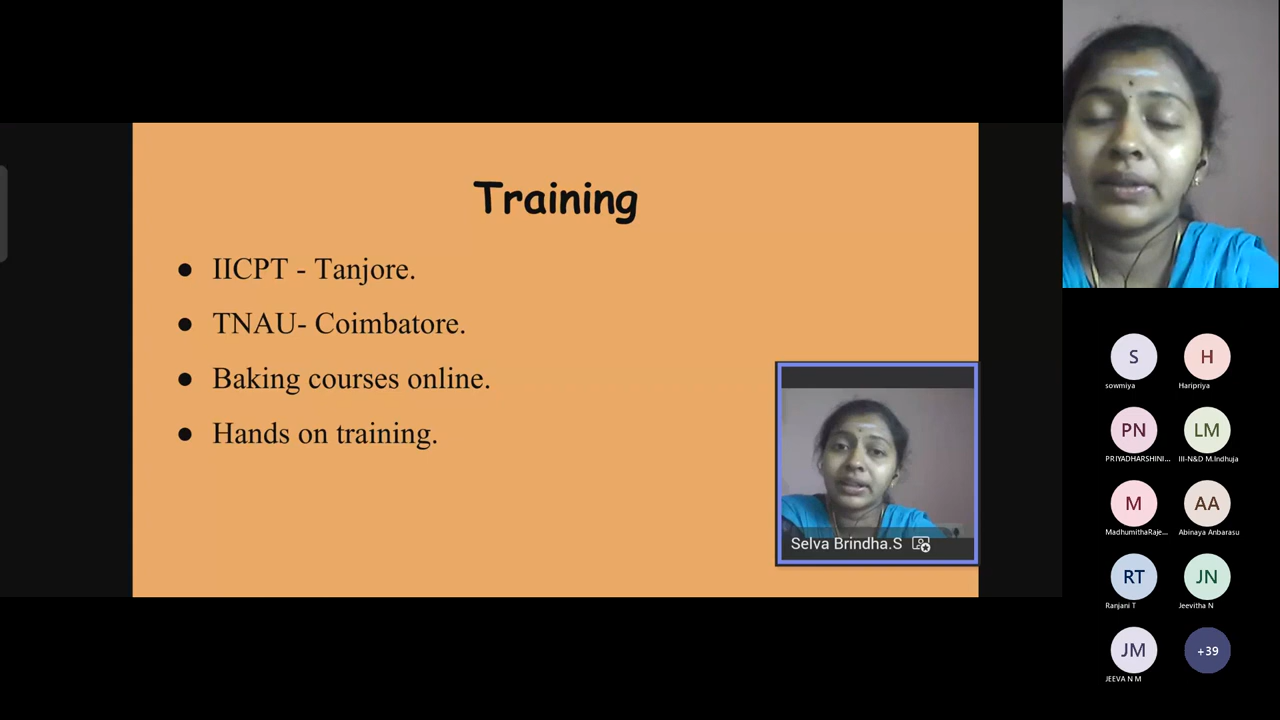 Training
● IICPT - Tanjore.
● TNAU- Coimbatore.
● Baking courses online.
● Hands on training.
Selva Brindha.S
S
H
sowmiya
Haripriya
PN
LM
PRIYADHARSHINI...
III-N&D M.Indhuja
M
AA
MadhumithaRaje...
Abinaya Anbarasu
RT
JN
Ranjani T
Jeevitha N
JM
+39
JEEVA N M